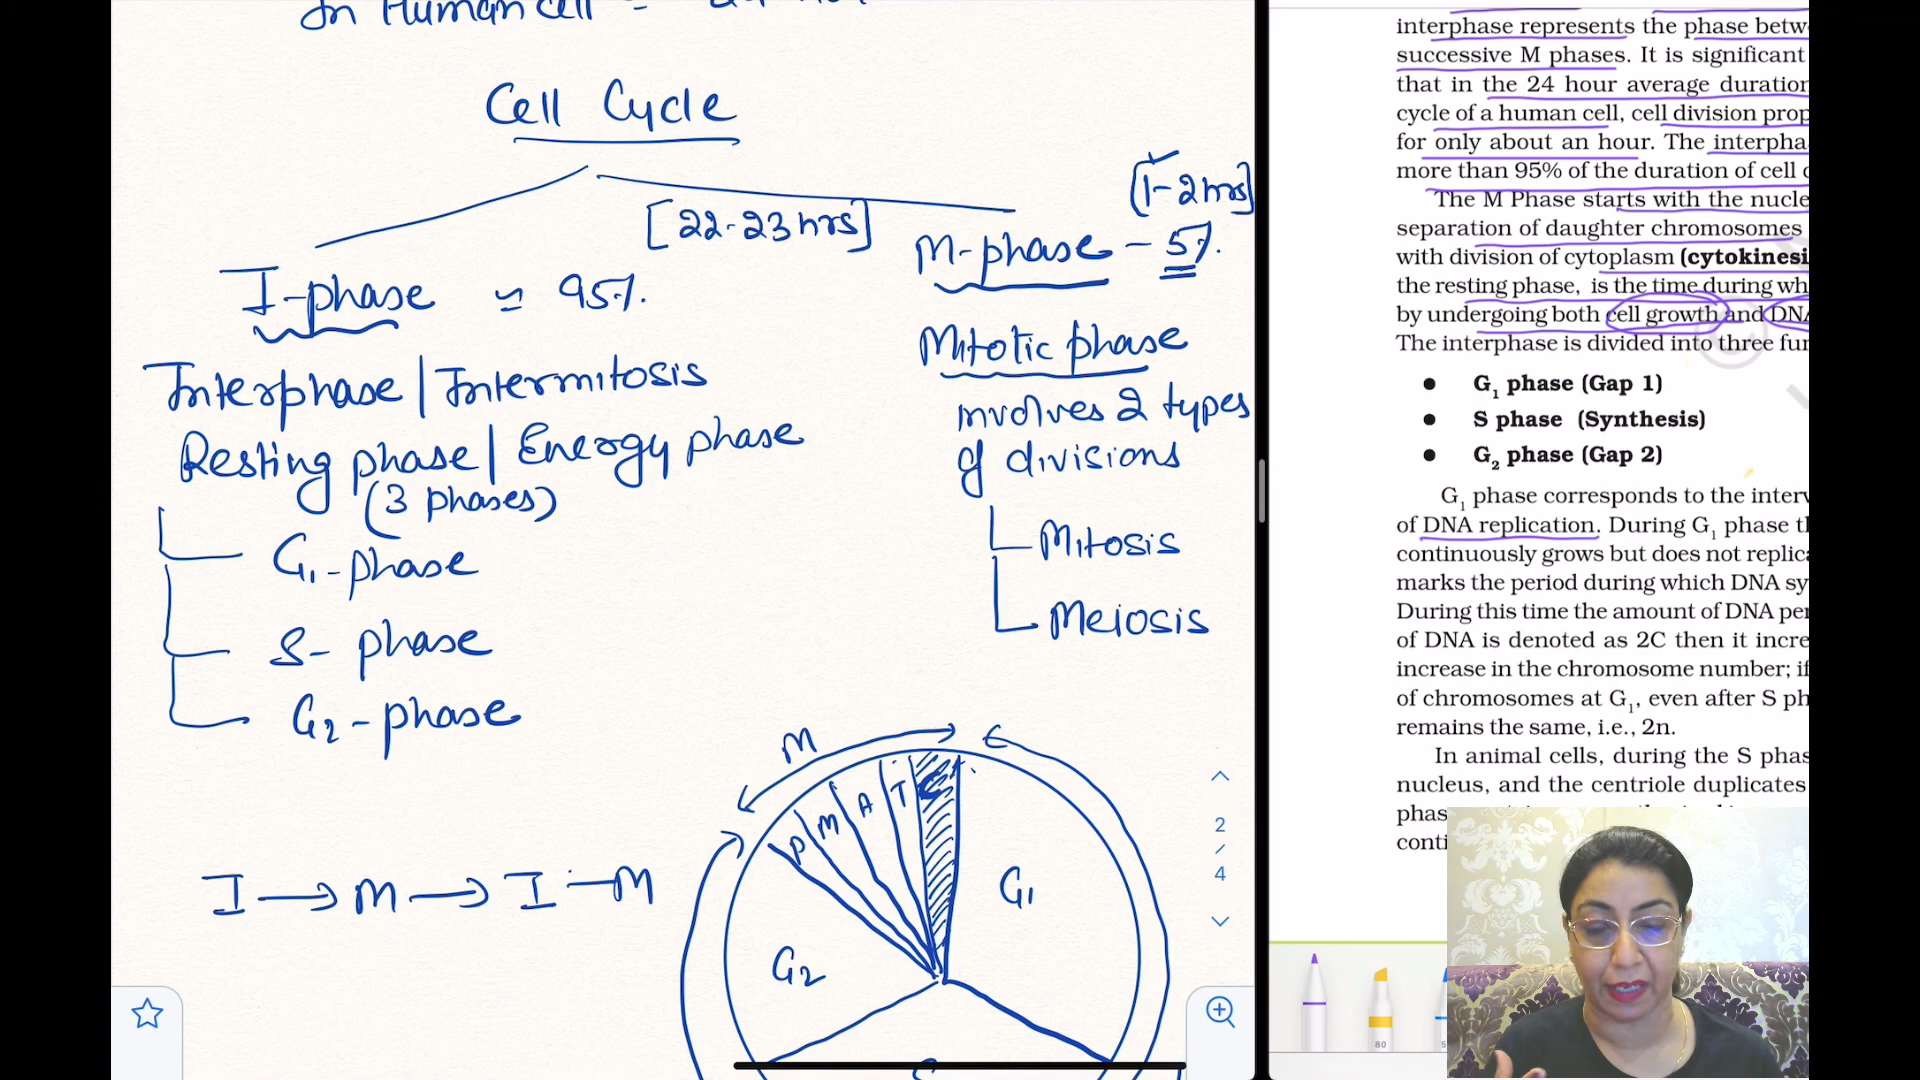 In Human cell =
Cell Cycle
[22-23 hrs]
[1-2 hrs]
I-phase ≃ 95%.
M-phase - 5%.
Interphase | Intermitosis
Resting phase | Energy phase
(3 phases)
G1-phase
S- phase
G2-phase
Mitotic phase
involves 2 types
of divisions
Mitosis
Meiosis
I → M → I — M
M
P M A T C
G1
G2
S
2
/
4
interphase represents the phase betw
successive M phases. It is significant
that in the 24 hour average duration
cycle of a human cell, cell division prop
for only about an hour. The interpha
more than 95% of the duration of cell c
The M Phase starts with the nucle
separation of daughter chromosomes
with division of cytoplasm (cytokinesi
the resting phase, is the time during wh
by undergoing both cell growth and DNA
The interphase is divided into three fun
● G1 phase (Gap 1)
● S phase (Synthesis)
● G2 phase (Gap 2)
G1 phase corresponds to the interv
of DNA replication. During G1 phase t
continuously grows but does not replica
marks the period during which DNA sy
During this time the amount of DNA per
of DNA is denoted as 2C then it incre
increase in the chromosome number; if
of chromosomes at G1, even after S ph
remains the same, i.e., 2n.
In animal cells, during the S phas
nucleus, and the centriole duplicates
phas
conti
80